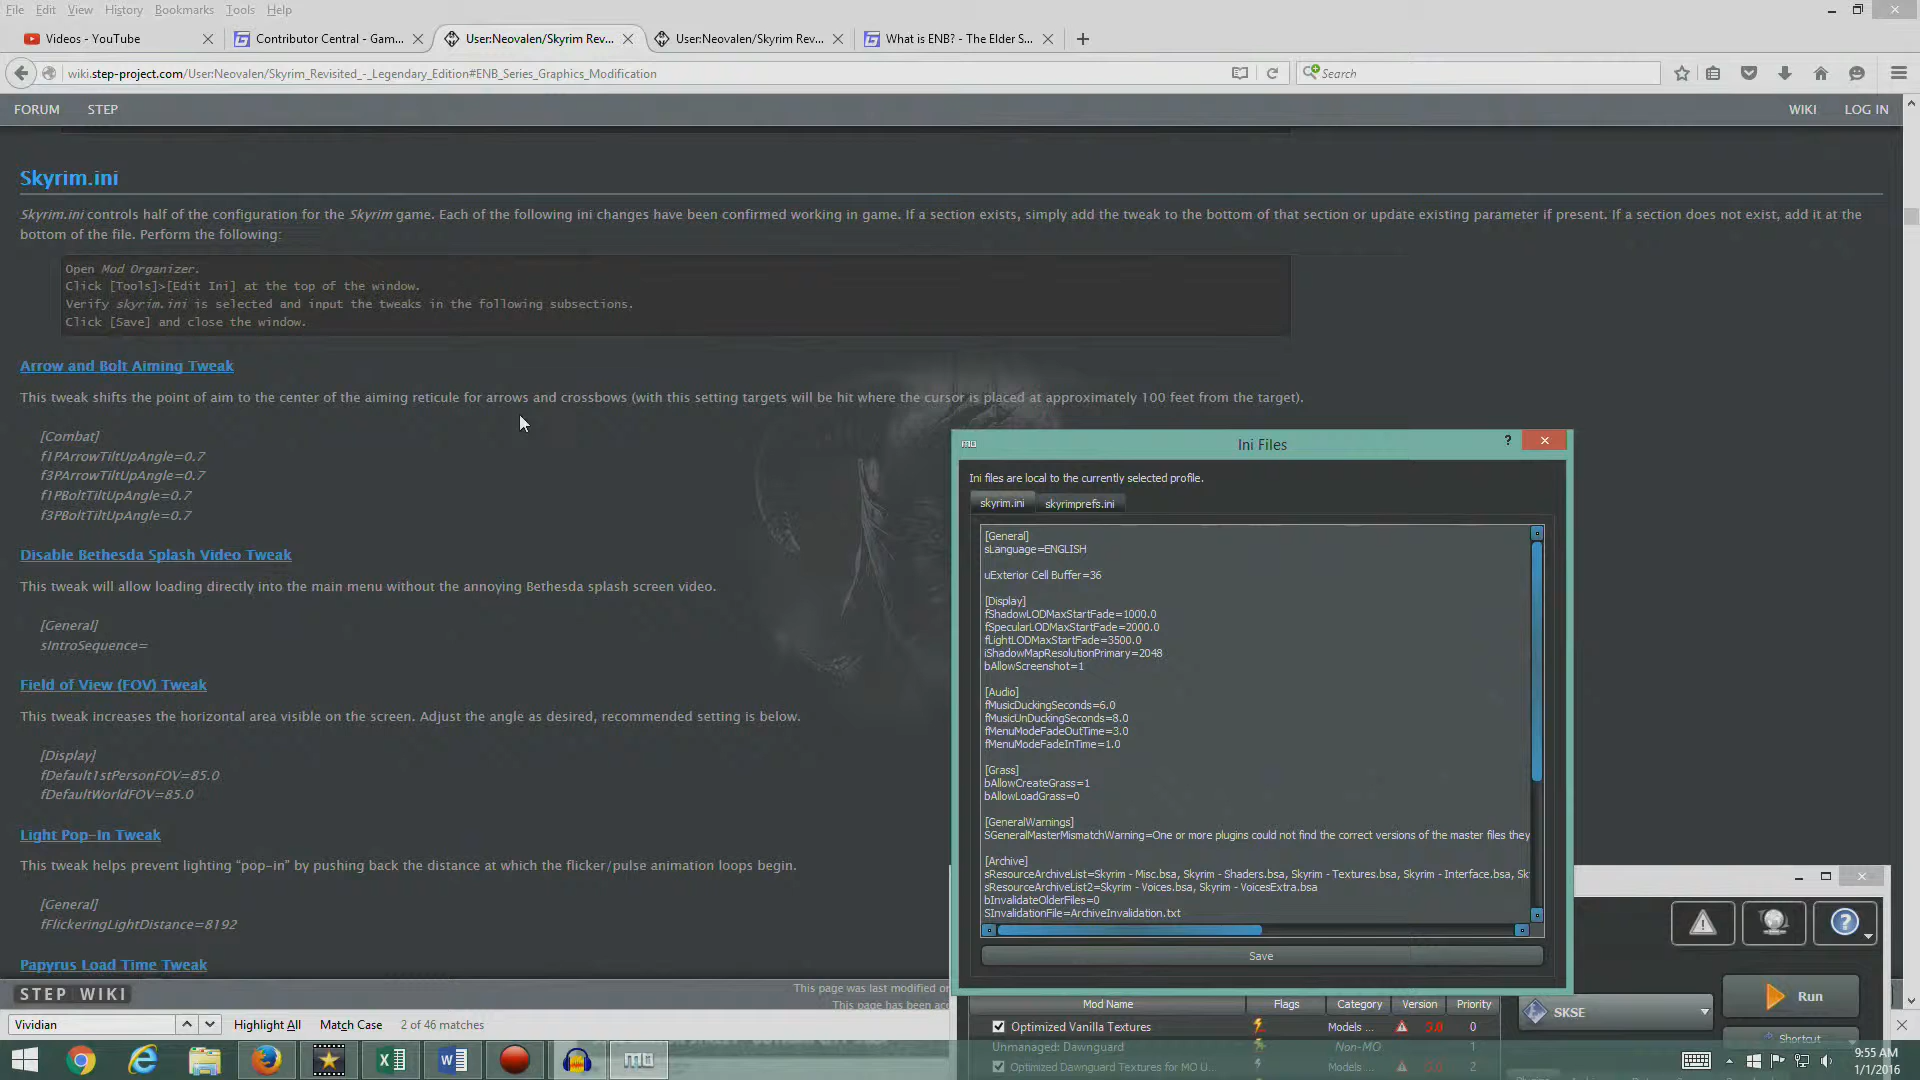 File Edit View History Bookmarks Tools Help
Videos - YouTube
Contributor Central - Gam...
User:Neovalen/Skyrim Rev...
User:Neovalen/Skyrim Rev...
What is ENB? - The Elder S...
wiki.step-project.com/User:Neovalen/Skyrim_Revisited_-_Legendary_Edition#ENB_Series_Graphics_Modification
Search
FORUM STEP WIKI LOG IN
Skyrim.ini
Skyrim.ini controls half of the configuration for the Skyrim game. Each of the following ini changes have been confirmed working in game. If a section exists, simply add the tweak to the bottom of that section or update existing parameter if present. If a section does not exist, add it at the
bottom of the file. Perform the following:
Open Mod Organizer.
Click [Tools]>[Edit Ini] at the top of the window.
Verify skyrim.ini is selected and input the tweaks in the following subsections.
Click [Save] and close the window.
Arrow and Bolt Aiming Tweak
This tweak shifts the point of aim to the center of the aiming reticule for arrows and crossbows (with this setting targets will be hit where the cursor is placed at approximately 100 feet from the target).
[Combat]
f1PArrowTiltUpAngle=0.7
f3PArrowTiltUpAngle=0.7
f1PBoltTiltUpAngle=0.7
f3PBoltTiltUpAngle=0.7
Disable Bethesda Splash Video Tweak
This tweak will allow loading directly into the main menu without the annoying Bethesda splash screen video.
[General]
sIntroSequence=
Field of View (FOV) Tweak
This tweak increases the horizontal area visible on the screen. Adjust the angle as desired, recommended setting is below.
[Display]
fDefault1stPersonFOV=85.0
fDefaultWorldFOV=85.0
Light Pop-In Tweak
This tweak helps prevent lighting "pop-in" by pushing back the distance at which the flicker/pulse animation loops begin.
[General]
fFlickeringLightDistance=8192
Papyrus Load Time Tweak
STEP WIKI
This page was last modified on
This page has been acc
Ini Files
?
Ini files are local to the currently selected profile.
skyrim.ini skyrimprefs.ini
[General]
sLanguage=ENGLISH
uExterior Cell Buffer=36
[Display]
fShadowLODMaxStartFade=1000.0
fSpecularLODMaxStartFade=2000.0
fLightLODMaxStartFade=3500.0
iShadowMapResolutionPrimary=2048
bAllowScreenshot=1
[Audio]
fMusicDuckingSeconds=6.0
fMusicUnDuckingSeconds=8.0
fMenuModeFadeOutTime=3.0
fMenuModeFadeInTime=1.0
[Grass]
bAllowCreateGrass=1
bAllowLoadGrass=0
[GeneralWarnings]
SGeneralMasterMismatchWarning=One or more plugins could not find the correct versions of the master files they
[Archive]
sResourceArchiveList=Skyrim - Misc.bsa, Skyrim - Shaders.bsa, Skyrim - Textures.bsa, Skyrim - Interface.bsa, Sk
sResourceArchiveList2=Skyrim - Voices.bsa, Skyrim - VoicesExtra.bsa
bInvalidateOlderFiles=0
SInvalidationFile=ArchiveInvalidation.txt
Save
Mod Name Flags Category Version Priority
Optimized Vanilla Textures Models ... 5.0 0
Unmanaged: Dawnguard Non-MO 1
Optimized Dawnguard Textures for MO U... Models ... 2
SKSE
Run
Shortcut
Vividian
Highlight All Match Case 2 of 46 matches
9:55 AM
1/1/2016